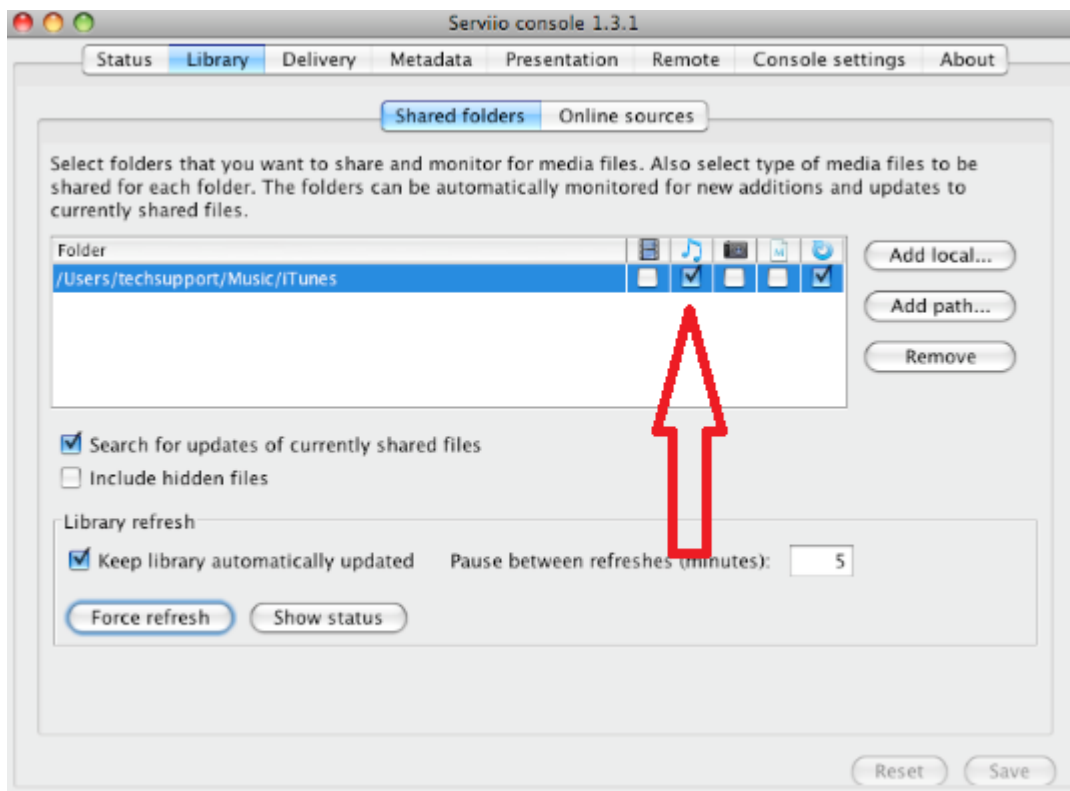 Serviio console 1.3.1
Status Library Delivery Metadata Presentation Remote Console settings About
Shared folders Online sources
Select folders that you want to share and monitor for media files. Also select type of media files to be
shared for each folder. The folders can be automatically monitored for new additions and updates to
currently shared files.
Folder
M
/Users/techsupport/Music/iTunes
Add local...
Add path...
Remove
Search for updates of currently shared files
Include hidden files
Library refresh
Keep library automatically updated Pause between refreshes (minutes): 5
Force refresh Show status
Reset Save